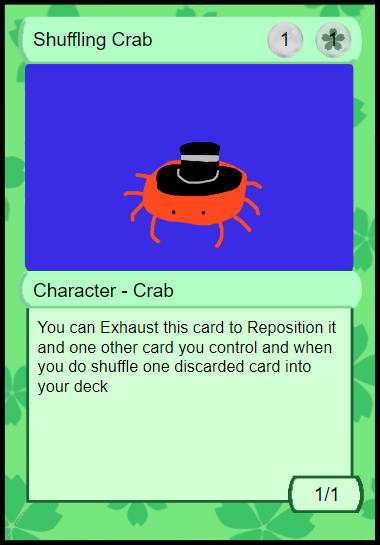 Shuffling Crab 1 1
Character - Crab
You can Exhaust this card to Reposition it
and one other card you control and when
you do shuffle one discarded card into
your deck
1/1